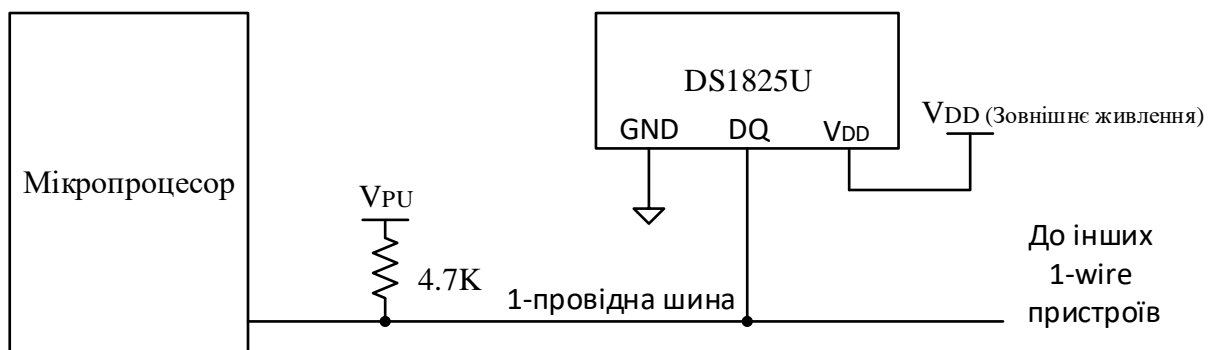 DS1825U
GND DQ VDD
VDD (Зовнішнє живлення)
Мікропроцесор
VPU
4.7K
1-провідна шина
До інших
1-wire
пристроїв